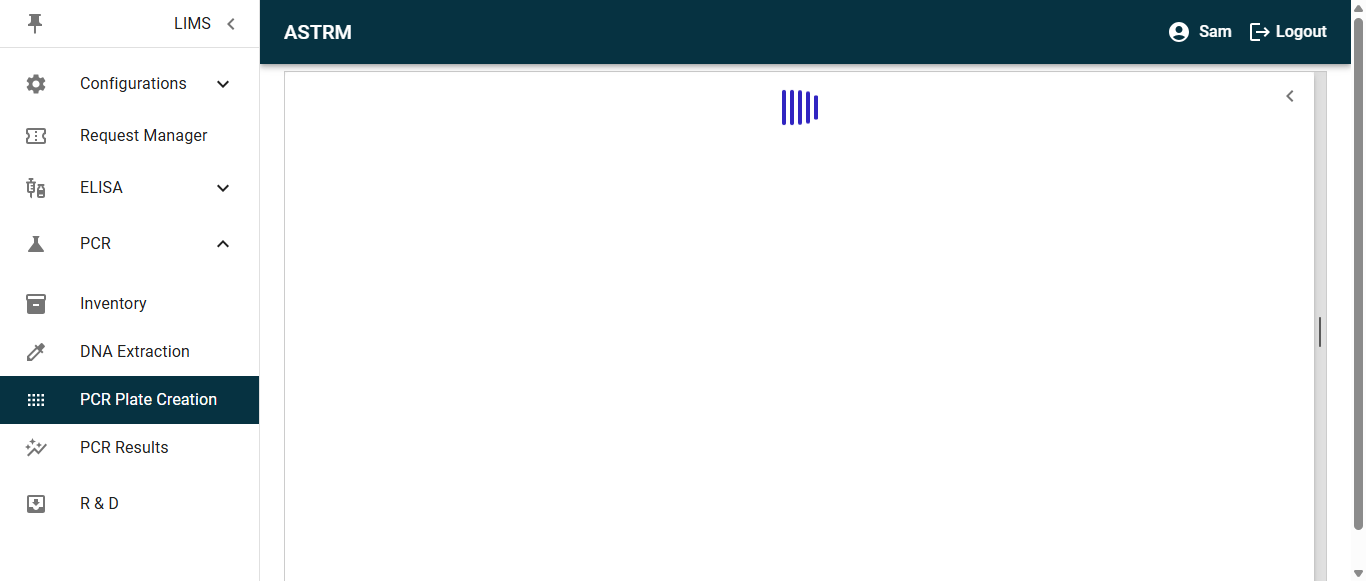 LIMS
ASTRM
Sam
Logout
Configurations
Request Manager
ELISA
PCR
Inventory
DNA Extraction
PCR Plate Creation
PCR Results
R & D